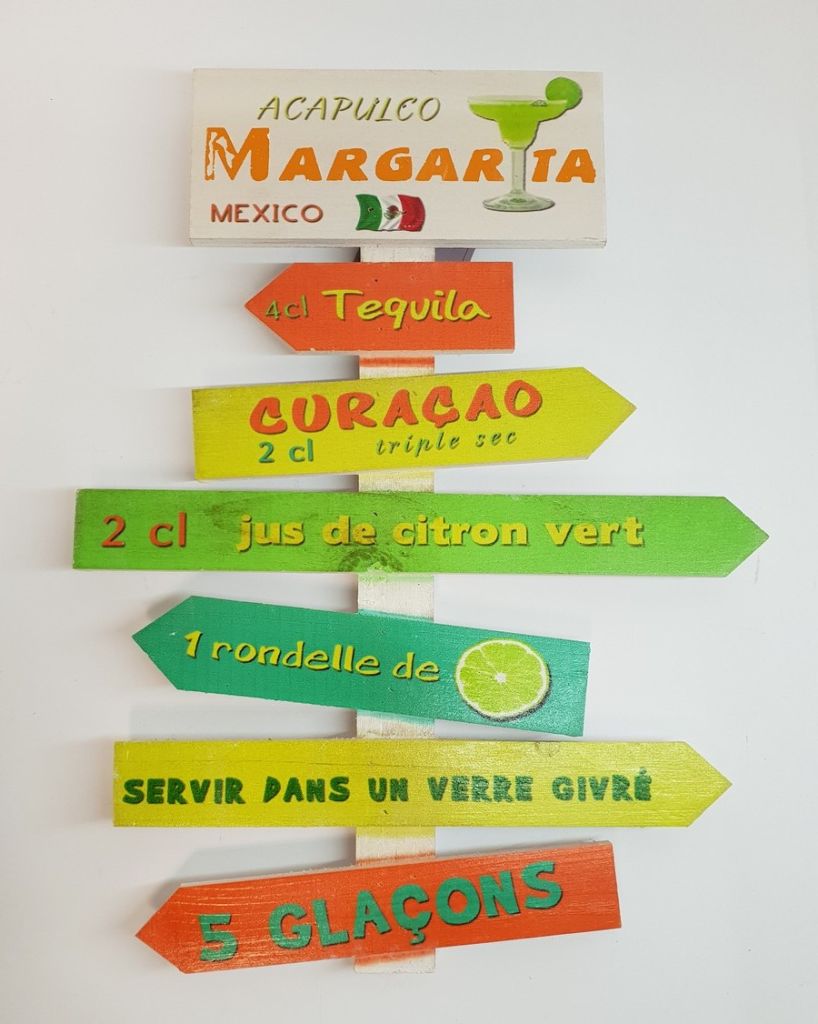 ACAPULCO
MARGARITA
MEXICO
4cl Tequila
CURAÇAO
2 cl triple sec
2 cl jus de citron vert
1 rondelle de
SERVIR DANS UN VERRE GIVRÉ
5 GLAÇONS